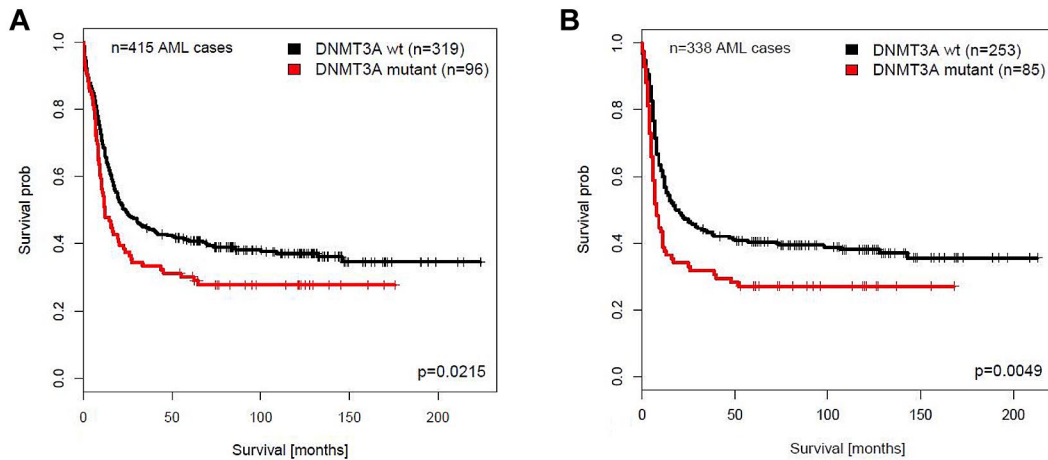 A
n=415 AML cases
DNMT3A wt (n=319)
DNMT3A mutant (n=96)
Survival prob
1.0
0.8
0.6
0.4
0.2
0.0
p=0.0215
0 50 100 150 200
Survival [months]
B
n=338 AML cases
DNMT3A wt (n=253)
DNMT3A mutant (n=85)
Survival prob
1.0
0.8
0.6
0.4
0.2
0.0
p=0.0049
0 50 100 150 200
Survival [months]